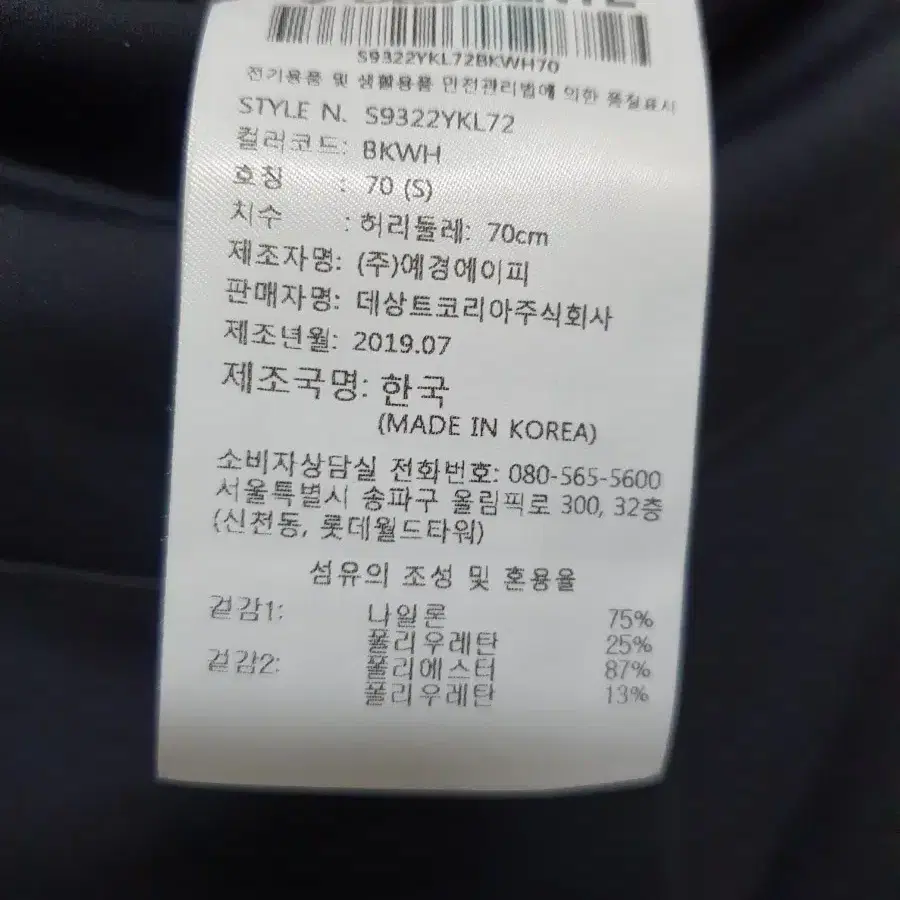 S9322YKL72BKWH70
전기용품 및 생활용품 안전관리법에 의한 품질표시
STYLE N. S9322YKL72
컬러코드: BKWH
호칭 : 70 (S)
치수 : 허리둘레: 70cm
제조자명: (주)예경에이피
판매자명: 데상트코리아주식회사
제조년월: 2019.07
제조국명: 한국
(MADE IN KOREA)
소비자상담실 전화번호: 080-565-5600
서울특별시 송파구 올림픽로 300, 32층
(신천동, 롯데월드타워)
섬유의 조성 및 혼용율
겉감1: 나일론 75%
폴리우레탄 25%
겉감2: 폴리에스터 87%
폴리우레탄 13%